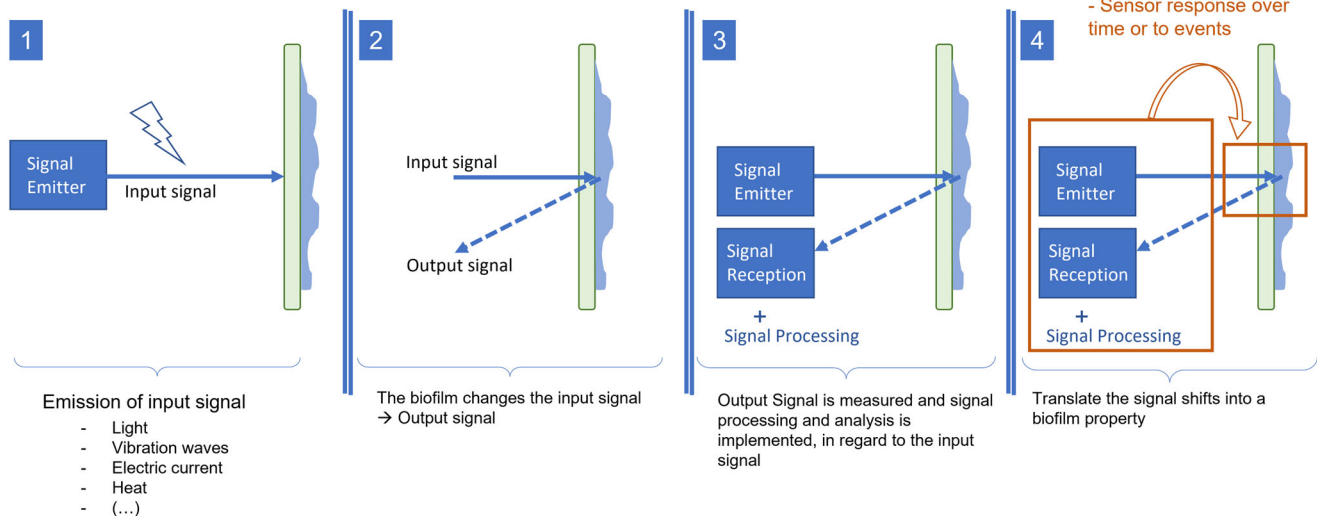 1
Signal
Emitter
Input signal
Emission of input signal
- Light
- Vibration waves
- Electric current
- Heat
- (...)
2
Input signal
Output signal
The biofilm changes the input signal
→ Output signal
3
Signal
Emitter
Signal
Reception
+
Signal Processing
Output Signal is measured and signal
processing and analysis is
implemented, in regard to the input
signal
- Sensor response over
time or to events
4
Signal
Emitter
Signal
Reception
+
Signal Processing
Translate the signal shifts into a
biofilm property